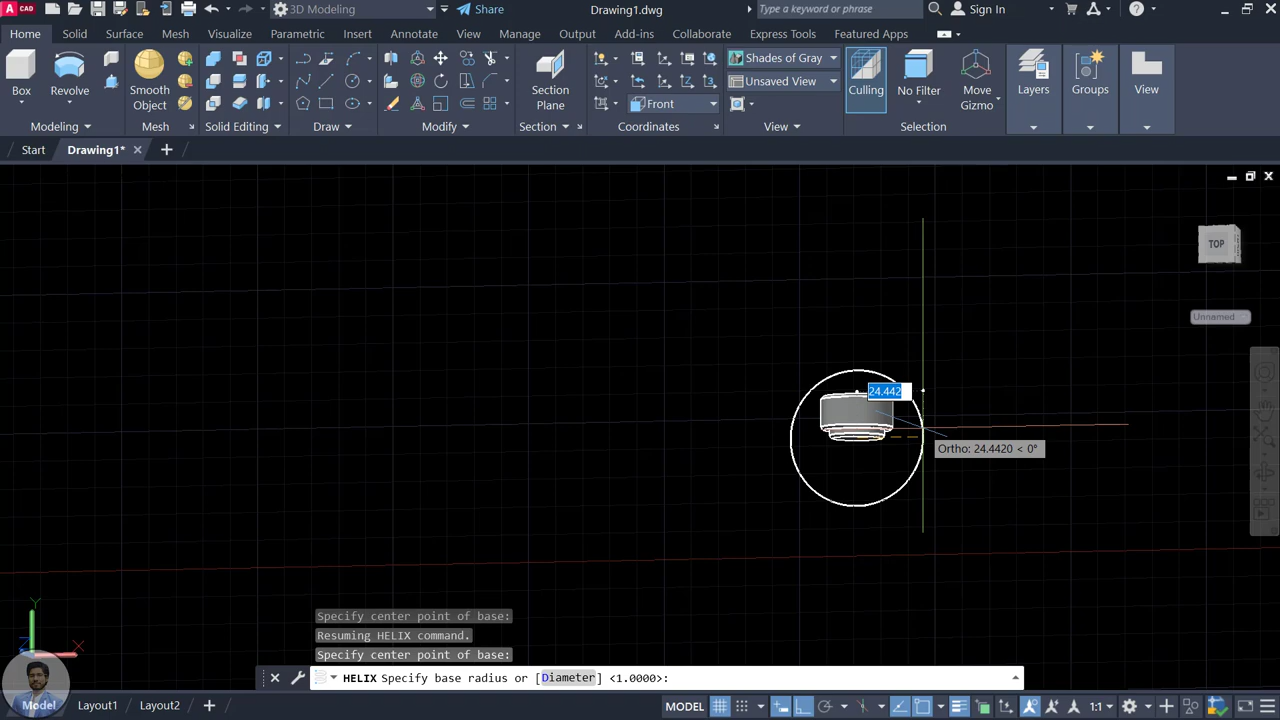 A CAD
3D Modeling
Share
Drawing1.dwg
Type a keyword or phrase
Sign In
Home
Solid
Surface
Mesh
Visualize
Parametric
Insert
Annotate
View
Manage
Output
Add-ins
Collaborate
Express Tools
Featured Apps
Box
Revolve
Smooth Object
Section Plane
Shades of Gray
Unsaved View
Front
Culling
No Filter
Move Gizmo
Layers
Groups
View
Modeling
Mesh
Solid Editing
Draw
Modify
Section
Coordinates
View
Selection
Start
Drawing1*
TOP
Unnamed
24.442
Ortho: 24.4420 < 0°
Y
Z
X
Specify center point of base:
Resuming HELIX command.
Specify center point of base:
HELIX Specify base radius or [Diameter] <1.0000>:
Model
Layout1
Layout2
MODEL
1:1